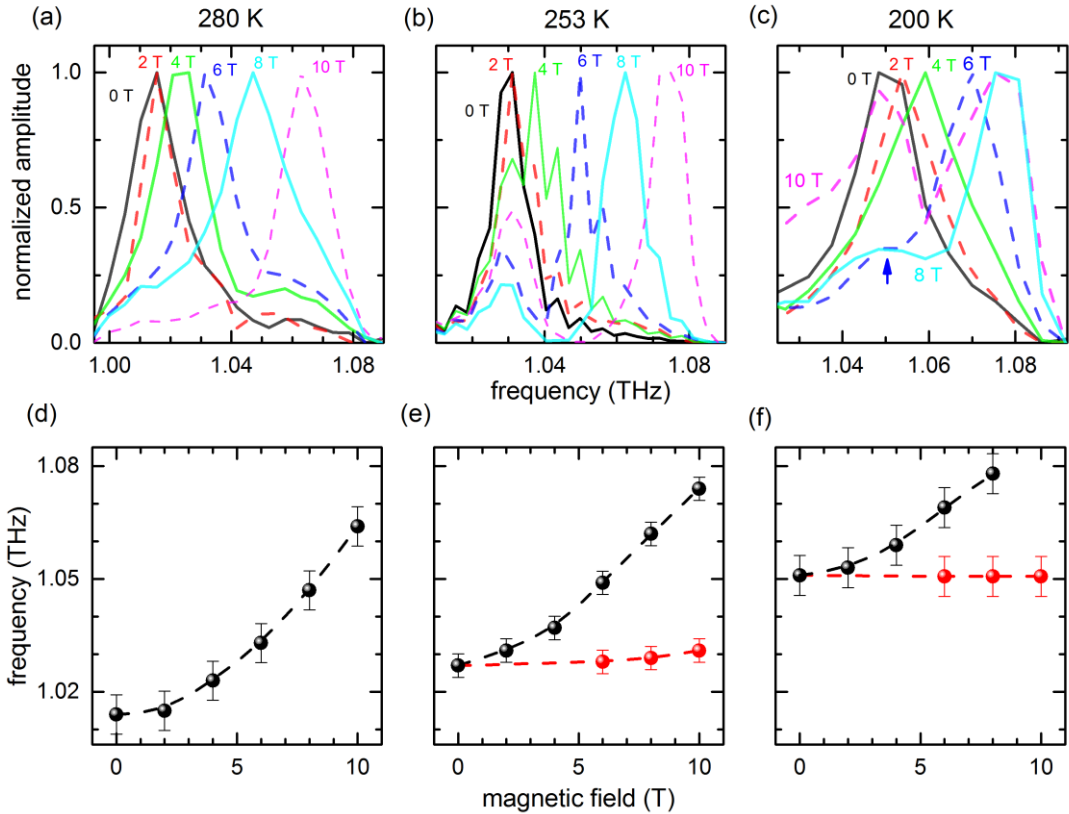 (a) 280 K (b) 253 K (c) 200 K
normalized amplitude
1.0
0.5
0.0
0 T
2 T
4 T
6 T
8 T
10 T
1.00 1.04 1.08
0 T
2 T
4 T
6 T
8 T
10 T
1.04 1.08
0 T
2 T
4 T
6 T
8 T
10 T
8 T
1.04 1.06 1.08
frequency (THz)
(d) (e) (f)
frequency (THz)
1.08
1.05
1.02
0 5 10
0 5 10
0 5 10
magnetic field (T)